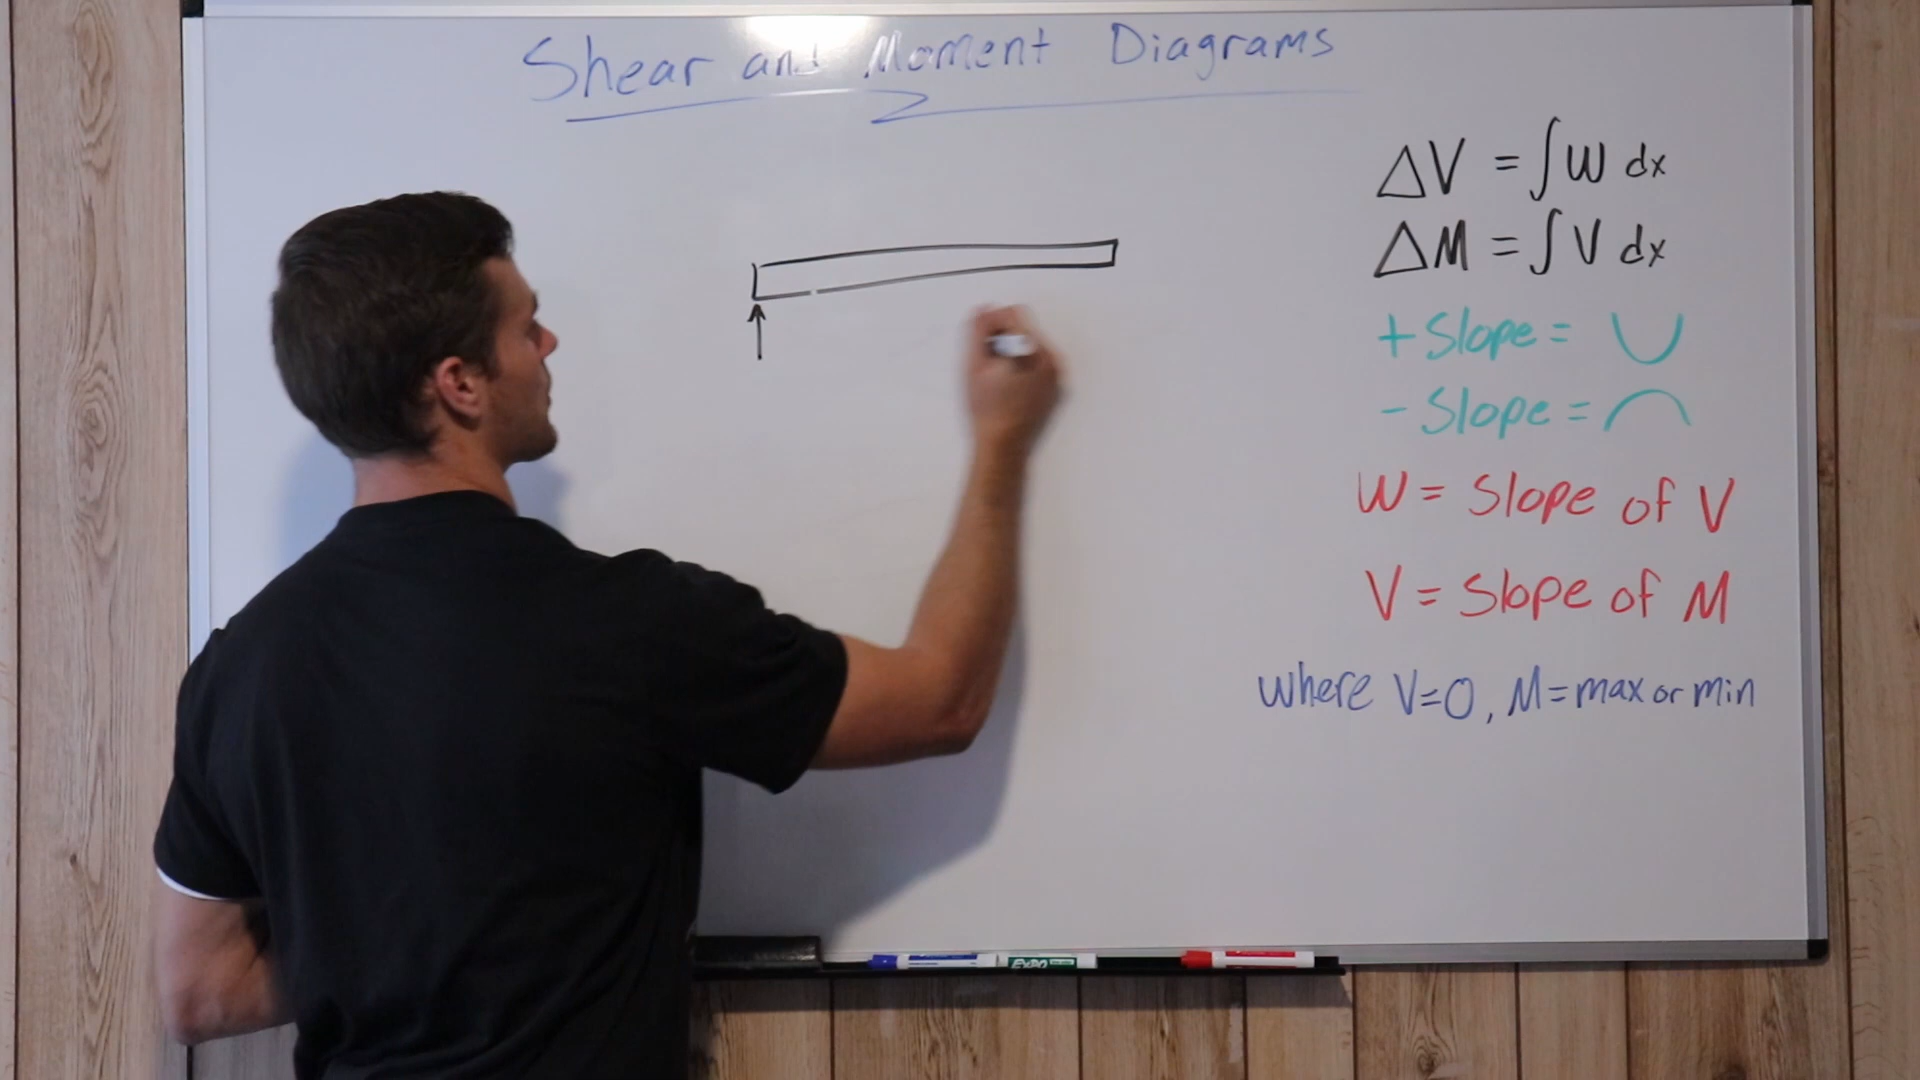 Shear and Moment Diagrams
ΔV = ∫w dx
ΔM = ∫V dx
+ Slope = ∪
- Slope = ⌒
W = Slope of V
V = Slope of M
where V=0, M=max or min
EXPO